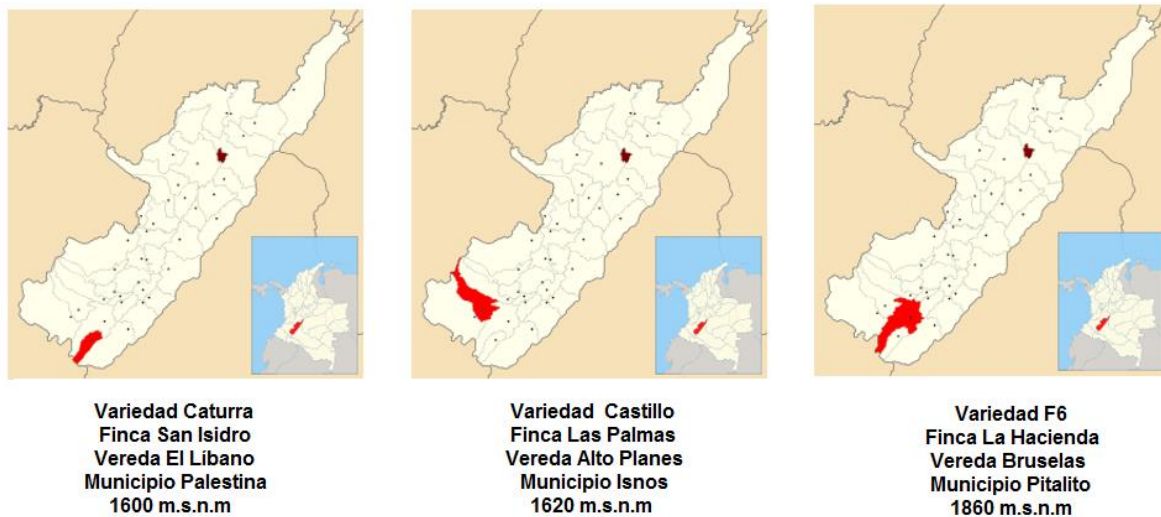 Variedad Caturra
Finca San Isidro
Vereda El Líbano
Municipio Palestina
1600 m.s.n.m
Variedad Castillo
Finca Las Palmas
Vereda Alto Planes
Municipio Isnos
1620 m.s.n.m
Variedad F6
Finca La Hacienda
Vereda Bruselas
Municipio Pitalito
1860 m.s.n.m